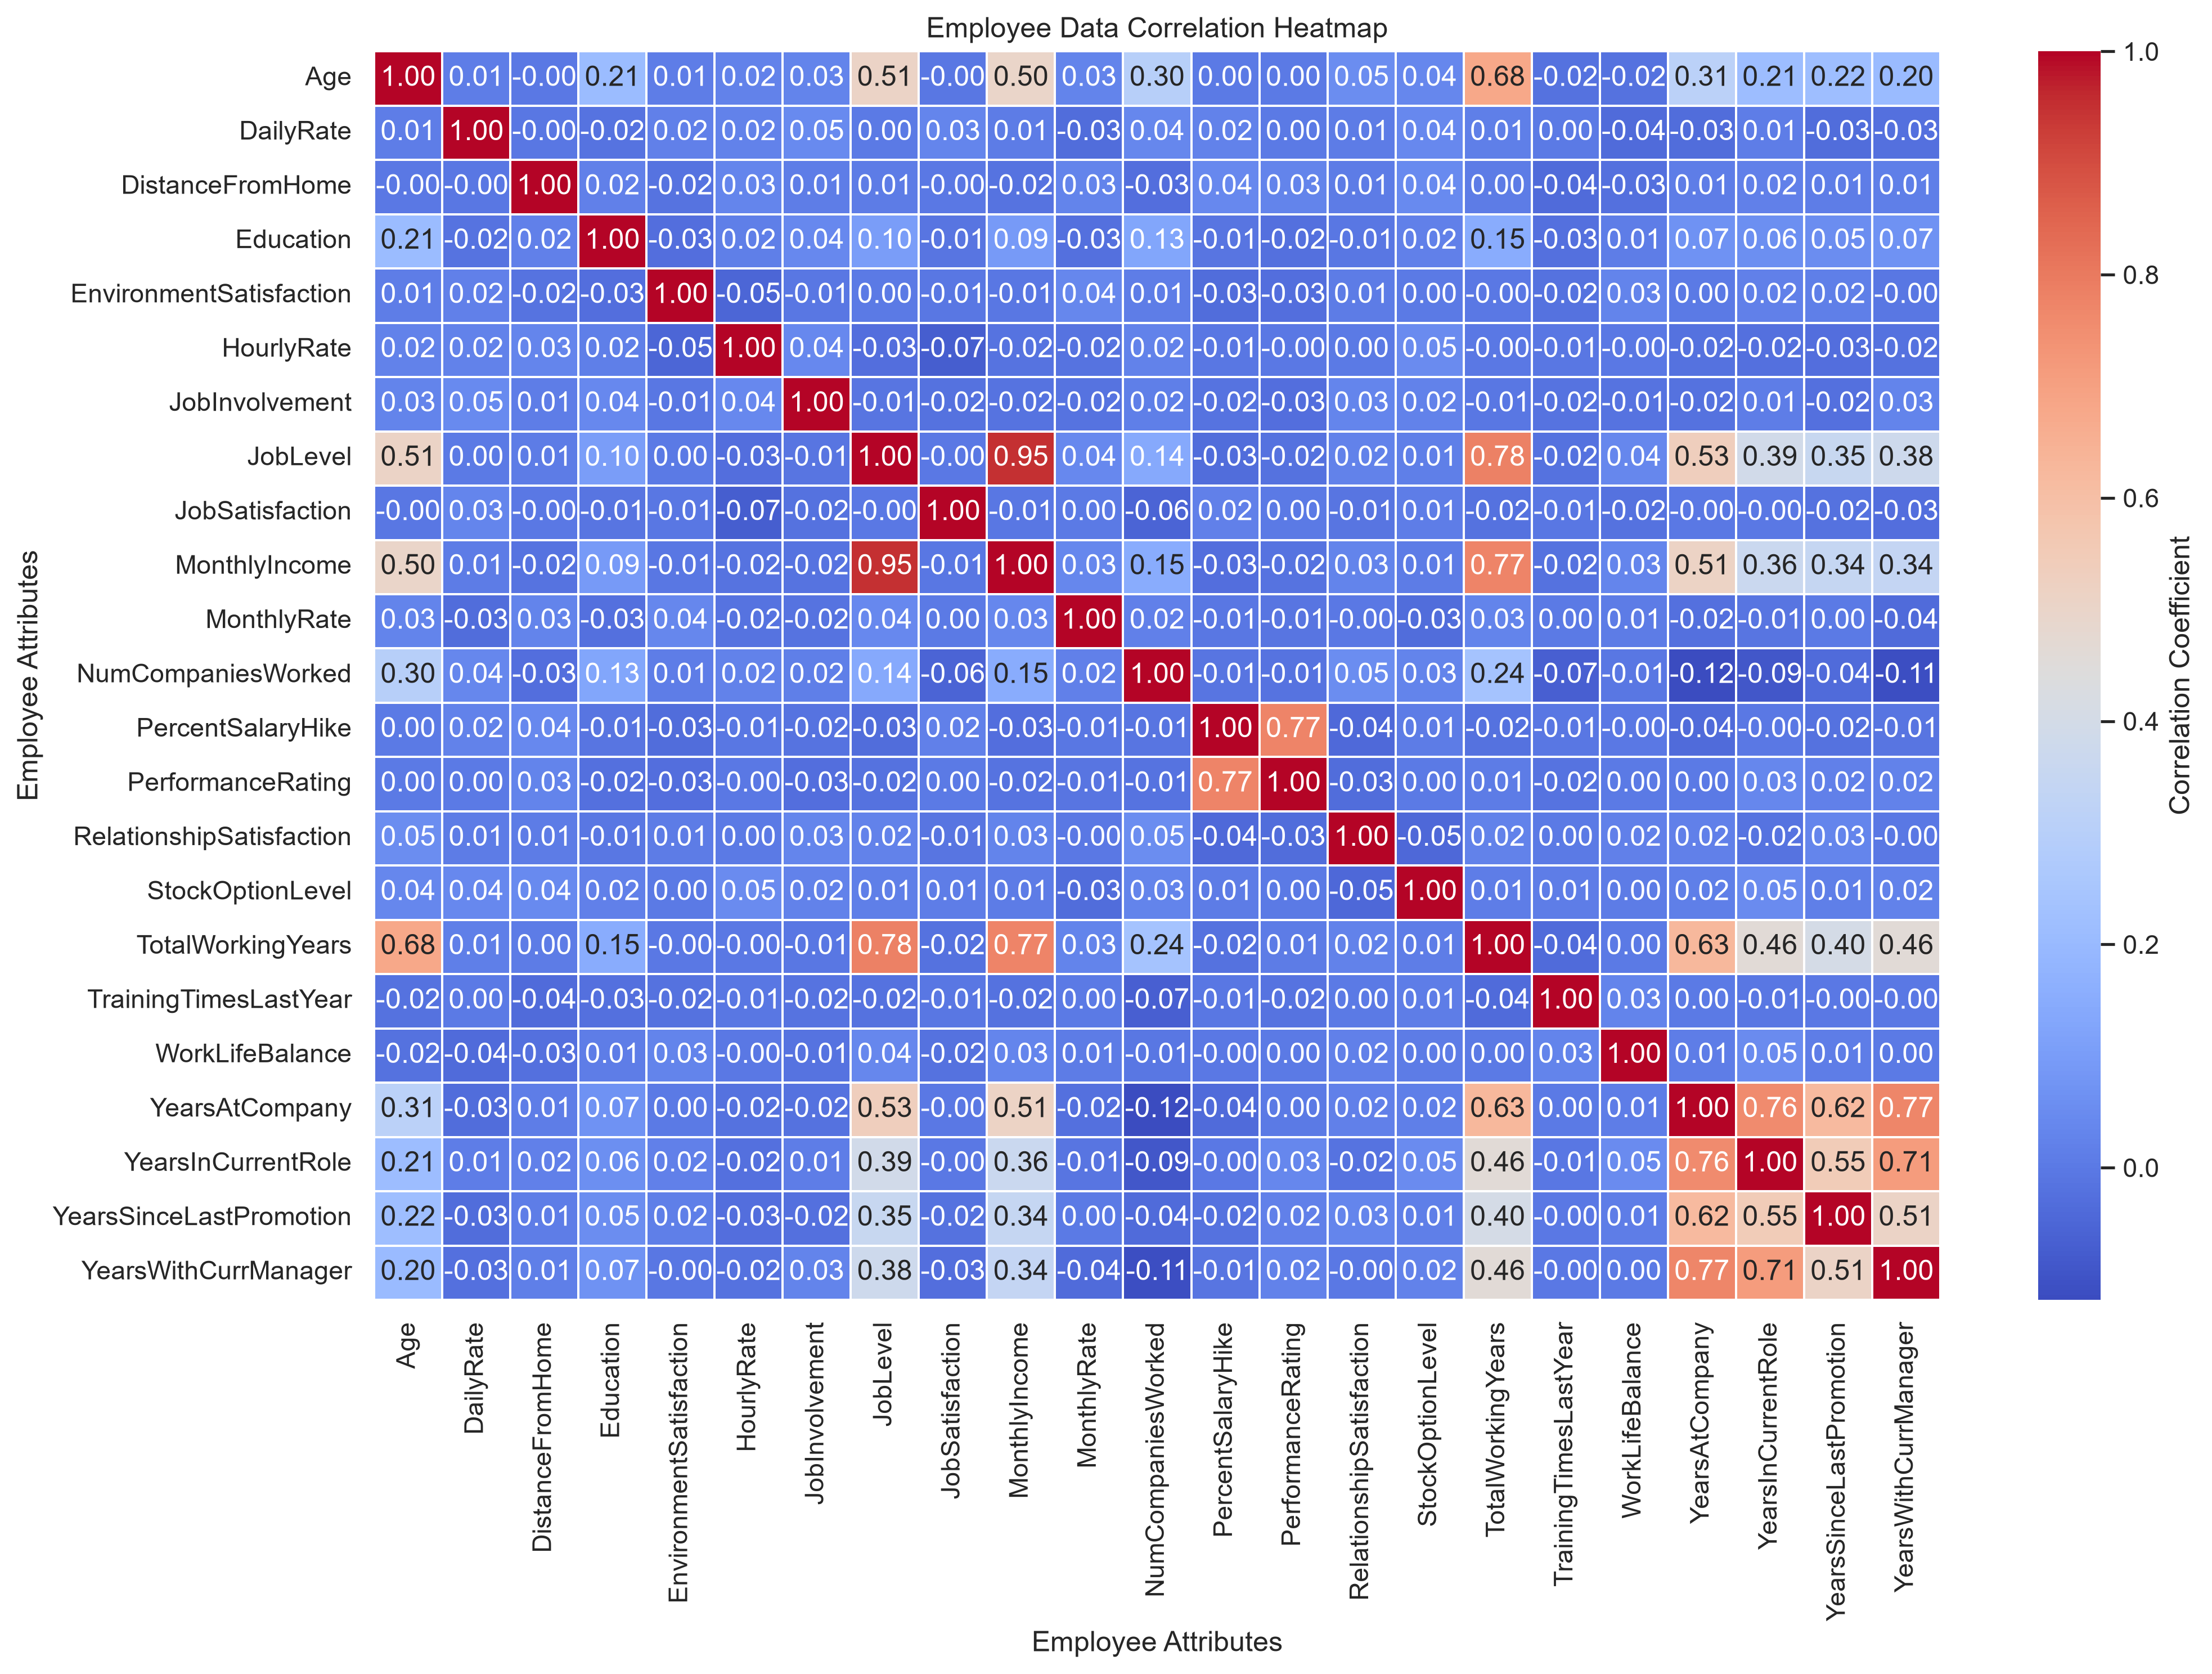 Employee Data Correlation Heatmap
Age 1.00 0.01 -0.00 0.21 0.01 0.02 0.03 0.51 -0.00 0.50 0.03 0.30 0.00 0.00 0.05 0.04 0.68 -0.02 -0.02 0.31 0.21 0.22 0.20
DailyRate 0.01 1.00 -0.00 -0.02 0.02 0.02 0.05 0.00 0.03 0.01 -0.03 0.04 0.02 0.00 0.01 0.04 0.01 0.00 -0.04 -0.03 0.01 -0.03 -0.03
DistanceFromHome -0.00 -0.00 1.00 0.02 -0.02 0.03 0.01 0.01 -0.00 -0.02 0.03 -0.03 0.04 0.03 0.01 0.04 0.00 -0.04 -0.03 0.01 0.02 0.01 0.01
Education 0.21 -0.02 0.02 1.00 -0.03 0.02 0.04 0.10 -0.01 0.09 -0.03 0.13 -0.01 -0.02 -0.01 0.02 0.15 -0.03 0.01 0.07 0.06 0.05 0.07
EnvironmentSatisfaction 0.01 0.02 -0.02 -0.03 1.00 -0.05 -0.01 0.00 -0.01 -0.01 0.04 0.01 -0.03 -0.03 0.01 0.00 -0.00 -0.02 0.03 0.00 0.02 0.02 -0.00
HourlyRate 0.02 0.02 0.03 0.02 -0.05 1.00 0.04 -0.03 -0.07 -0.02 -0.02 0.02 -0.01 -0.00 0.00 0.05 -0.00 -0.01 -0.00 -0.02 -0.02 -0.03 -0.02
JobInvolvement 0.03 0.05 0.01 0.04 -0.01 0.04 1.00 -0.01 -0.02 -0.02 -0.02 0.02 -0.02 -0.03 0.03 0.02 -0.01 -0.02 -0.01 -0.02 0.01 -0.02 0.03
JobLevel 0.51 0.00 0.01 0.10 0.00 -0.03 -0.01 1.00 -0.00 0.95 0.04 0.14 -0.03 -0.02 0.02 0.01 0.78 -0.02 0.04 0.53 0.39 0.35 0.38
JobSatisfaction -0.00 0.03 -0.00 -0.01 -0.01 -0.07 -0.02 -0.00 1.00 -0.01 0.00 -0.06 0.02 0.00 -0.01 0.01 -0.02 -0.01 -0.02 -0.00 -0.00 -0.02 -0.03
MonthlyIncome 0.50 0.01 -0.02 0.09 -0.01 -0.02 -0.02 0.95 -0.01 1.00 0.03 0.15 -0.03 -0.02 0.03 0.01 0.77 -0.02 0.03 0.51 0.36 0.34 0.34
MonthlyRate 0.03 -0.03 0.03 -0.03 0.04 -0.02 -0.02 0.04 0.00 0.03 1.00 0.02 -0.01 -0.01 -0.00 -0.03 0.03 0.00 0.01 -0.02 -0.01 0.00 -0.04
NumCompaniesWorked 0.30 0.04 -0.03 0.13 0.01 0.02 0.02 0.14 -0.06 0.15 0.02 1.00 -0.01 -0.01 0.05 0.03 0.24 -0.07 -0.01 -0.12 -0.09 -0.04 -0.11
PercentSalaryHike 0.00 0.02 0.04 -0.01 -0.03 -0.01 -0.02 -0.03 0.02 -0.03 -0.01 -0.01 1.00 0.77 -0.04 0.01 -0.02 -0.01 -0.00 -0.04 -0.00 -0.02 -0.01
PerformanceRating 0.00 0.00 0.03 -0.02 -0.03 -0.00 -0.03 -0.02 0.00 -0.02 -0.01 -0.01 0.77 1.00 -0.03 0.00 0.01 -0.02 0.00 0.00 0.03 0.02 0.02
RelationshipSatisfaction 0.05 0.01 0.01 -0.01 0.01 0.00 0.03 0.02 -0.01 0.03 -0.00 0.05 -0.04 -0.03 1.00 -0.05 0.02 0.00 0.02 0.02 -0.02 0.03 -0.00
StockOptionLevel 0.04 0.04 0.04 0.02 0.00 0.05 0.02 0.01 0.01 0.01 -0.03 0.03 0.01 0.00 -0.05 1.00 0.01 0.01 0.00 0.02 0.05 0.01 0.02
TotalWorkingYears 0.68 0.01 0.00 0.15 -0.00 -0.00 -0.01 0.78 -0.02 0.77 0.03 0.24 -0.02 0.01 0.02 0.01 1.00 -0.04 0.00 0.63 0.46 0.40 0.46
TrainingTimesLastYear -0.02 0.00 -0.04 -0.03 -0.02 -0.01 -0.02 -0.02 -0.01 -0.02 0.00 -0.07 -0.01 -0.02 0.00 0.01 -0.04 1.00 0.03 0.00 -0.01 -0.00 -0.00
WorkLifeBalance -0.02 -0.04 -0.03 0.01 0.03 -0.00 -0.01 0.04 -0.02 0.03 0.01 -0.01 -0.00 0.00 0.02 0.00 0.00 0.03 1.00 0.01 0.05 0.01 0.00
YearsAtCompany 0.31 -0.03 0.01 0.07 0.00 -0.02 -0.02 0.53 -0.00 0.51 -0.02 -0.12 -0.04 0.00 0.02 0.02 0.63 0.00 0.01 1.00 0.76 0.62 0.77
YearsInCurrentRole 0.21 0.01 0.02 0.06 0.02 -0.02 0.01 0.39 -0.00 0.36 -0.01 -0.09 -0.00 0.03 -0.02 0.05 0.46 -0.01 0.05 0.76 1.00 0.55 0.71
YearsSinceLastPromotion 0.22 -0.03 0.01 0.05 0.02 -0.03 -0.02 0.35 -0.02 0.34 0.00 -0.04 -0.02 0.02 0.03 0.01 0.40 -0.00 0.01 0.62 0.55 1.00 0.51
YearsWithCurrManager 0.20 -0.03 0.01 0.07 -0.00 -0.02 0.03 0.38 -0.03 0.34 -0.04 -0.11 -0.01 0.02 -0.00 0.02 0.46 -0.00 0.00 0.77 0.71 0.51 1.00
Employee Attributes
Age
DailyRate
DistanceFromHome
Education
EnvironmentSatisfaction
HourlyRate
JobInvolvement
JobLevel
JobSatisfaction
MonthlyIncome
MonthlyRate
NumCompaniesWorked
PercentSalaryHike
PerformanceRating
RelationshipSatisfaction
StockOptionLevel
TotalWorkingYears
TrainingTimesLastYear
WorkLifeBalance
YearsAtCompany
YearsInCurrentRole
YearsSinceLastPromotion
YearsWithCurrManager
Employee Attributes
1.0
0.8
0.6
0.4
0.2
0.0
Correlation Coefficient